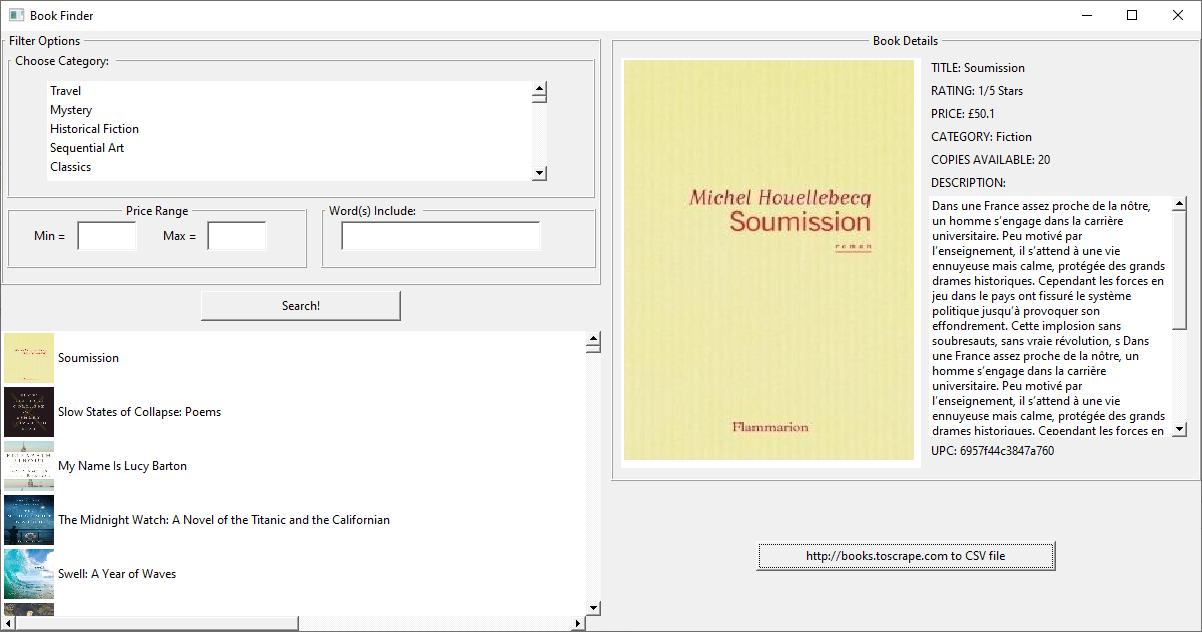 Book Finder
Filter Options
Choose Category:
Travel
Mystery
Historical Fiction
Sequential Art
Classics
Price Range
Min =
Max =
Word(s) Include:
Search!
Soumission
Slow States of Collapse: Poems
My Name Is Lucy Barton
The Midnight Watch: A Novel of the Titanic and the Californian
Swell: A Year of Waves
Book Details
Michel Houellebecq
Soumission
roman
Flammarion
TITLE: Soumission
RATING: 1/5 Stars
PRICE: £50.1
CATEGORY: Fiction
COPIES AVAILABLE: 20
DESCRIPTION:
Dans une France assez proche de la nôtre,
un homme s’engage dans la carrière
universitaire. Peu motivé par
l’enseignement, il s’attend à une vie
ennuyeuse mais calme, protégée des grands
drames historiques. Cependant les forces en
jeu dans le pays ont fissuré le système
politique jusqu’à provoquer son
effondrement. Cette implosion sans
soubresauts, sans vraie révolution, s Dans
une France assez proche de la nôtre, un
homme s’engage dans la carrière
universitaire. Peu motivé par
l’enseignement, il s’attend à une vie
ennuyeuse mais calme, protégée des grands
drames historiques. Cependant les forces en
UPC: 6957f44c3847a760
http://books.toscrape.com to CSV file